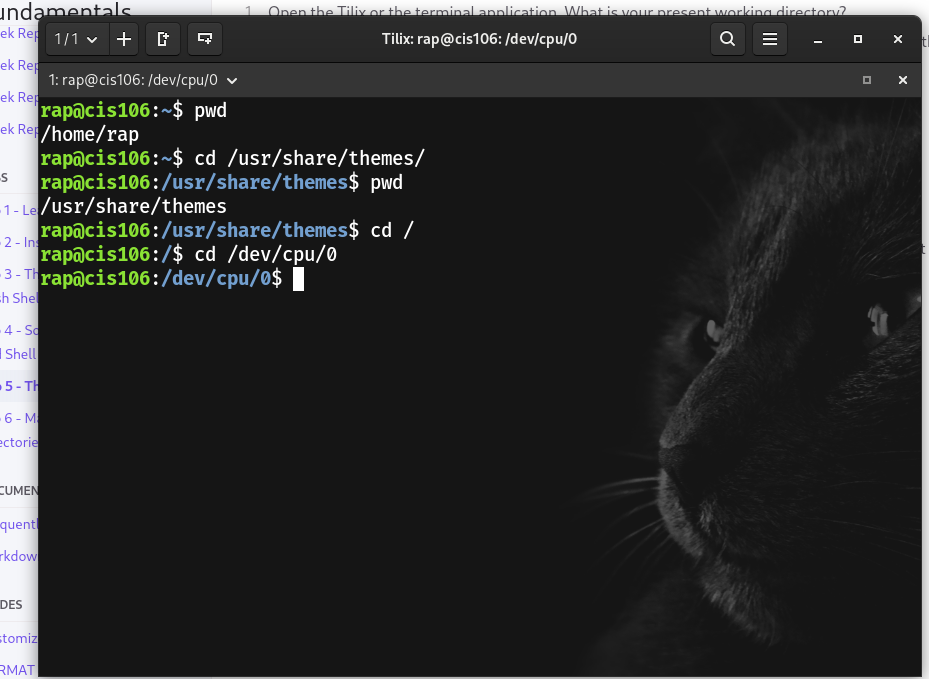 undamentals
1. Open the Tilix or the terminal application. What is your present working directory?
1 / 1
Tilix: rap@cis106: /dev/cpu/0
1: rap@cis106: /dev/cpu/0
rap@cis106:~$ pwd
/home/rap
rap@cis106:~$ cd /usr/share/themes/
rap@cis106:/usr/share/themes$ pwd
/usr/share/themes
rap@cis106:/usr/share/themes$ cd /
rap@cis106:/$ cd /dev/cpu/0
rap@cis106:/dev/cpu/0$
ek Rep
ek Rep
ek Rep
ek Rep
S
1 - Le
2 - Ins
3 - Th
sh Shel
4 - Sc
l Shell
5 - Th
6 - Ma
ectorie
CUMEN
quentl
rkdow
DES
stomiz
RMAT